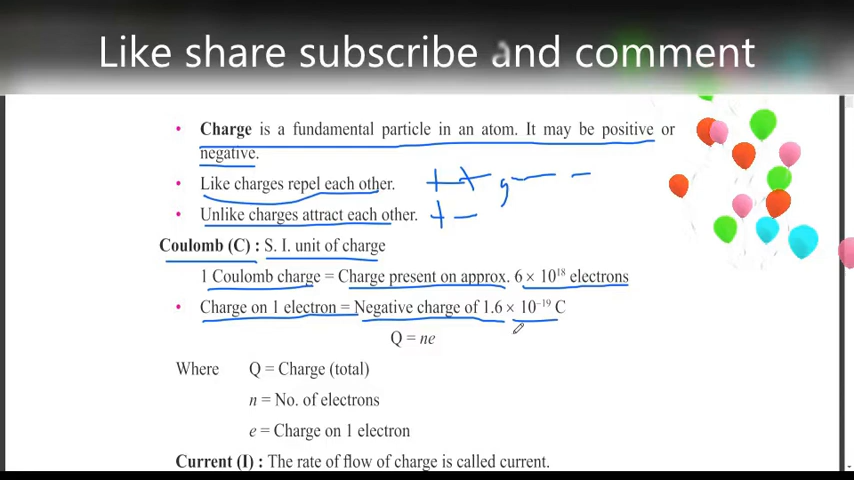 Like share subscribe and comment
• Charge is a fundamental particle in an atom. It may be positive or
negative.
• Like charges repel each other. + + , - -
• Unlike charges attract each other. + -
Coulomb (C) : S. I. unit of charge
1 Coulomb charge = Charge present on approx. 6 × 10¹⁸ electrons
• Charge on 1 electron = Negative charge of 1.6 × 10⁻¹⁹ C
Q = ne
Where Q = Charge (total)
n = No. of electrons
e = Charge on 1 electron
Current (I) : The rate of flow of charge is called current.